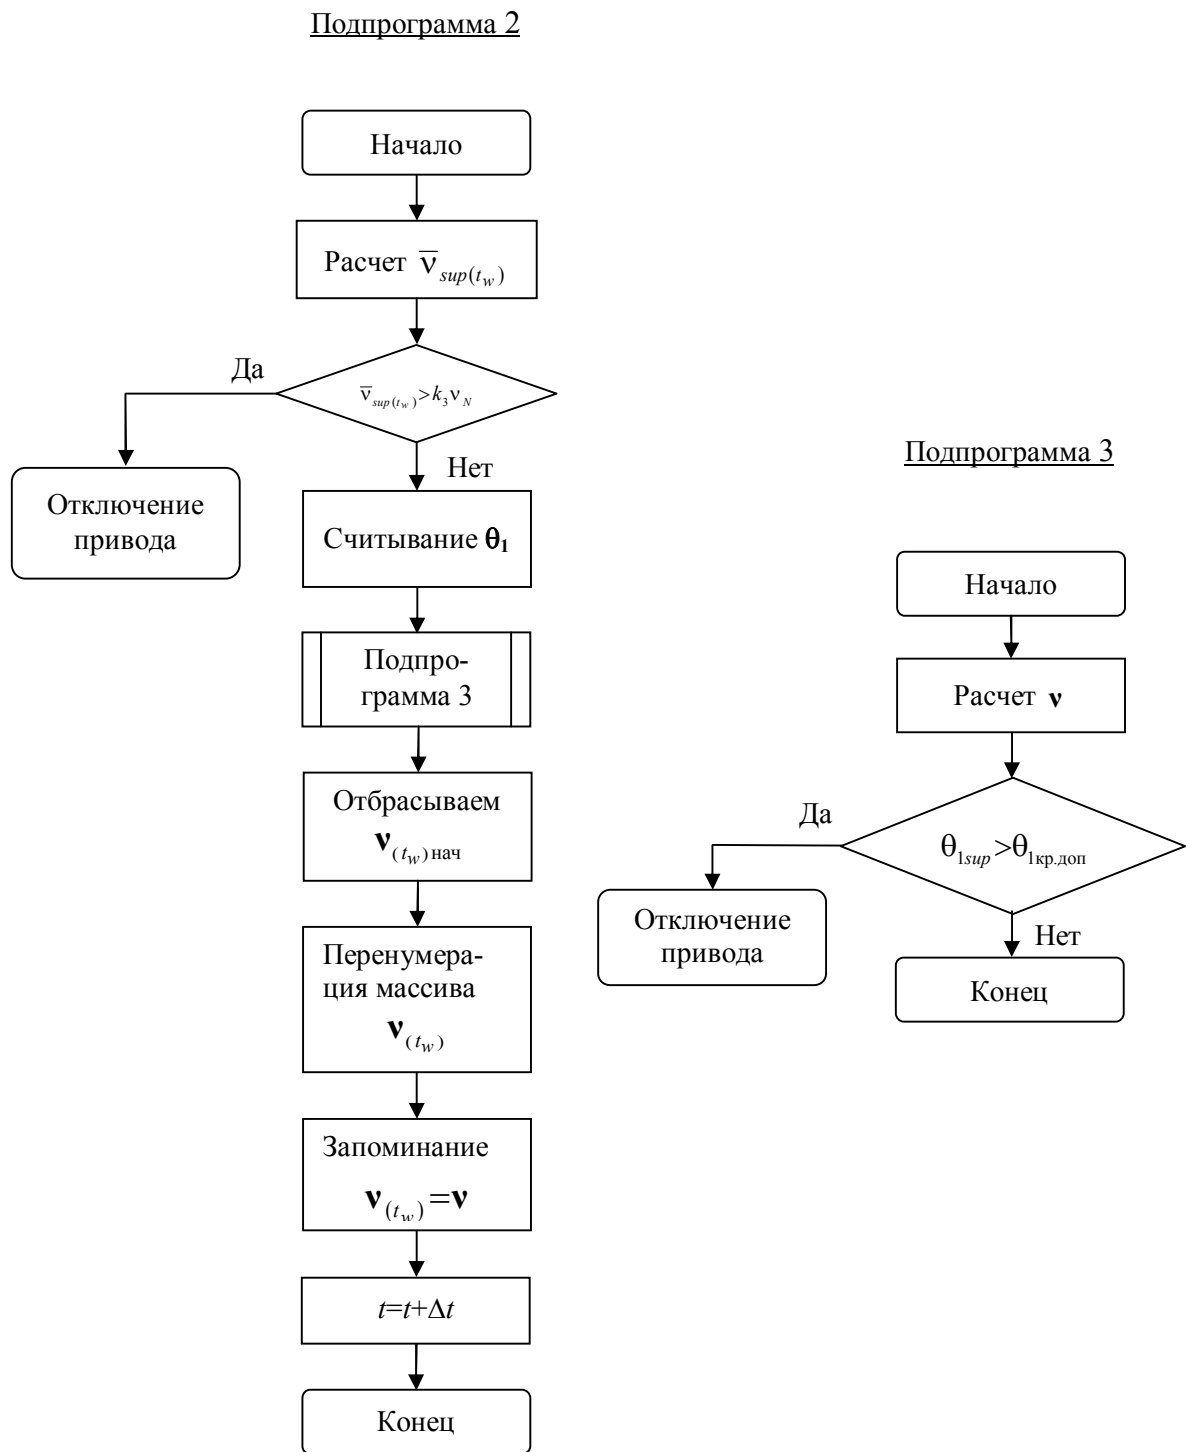 Подпрограмма 2
Начало
Расчет ν̅sup(tw)
Да
ν̅sup(tw)>k3νN
Нет
Отключение
привода
Считывание θ1
Подпро-
грамма 3
Отбрасываем
ν(tw)нач
Перенумера-
ция массива
ν(tw)
Запоминание
ν(tw)=ν
t=t+Δt
Конец
Подпрограмма 3
Начало
Расчет ν
Да
θ1sup>θ1кр.доп
Отключение
привода
Нет
Конец